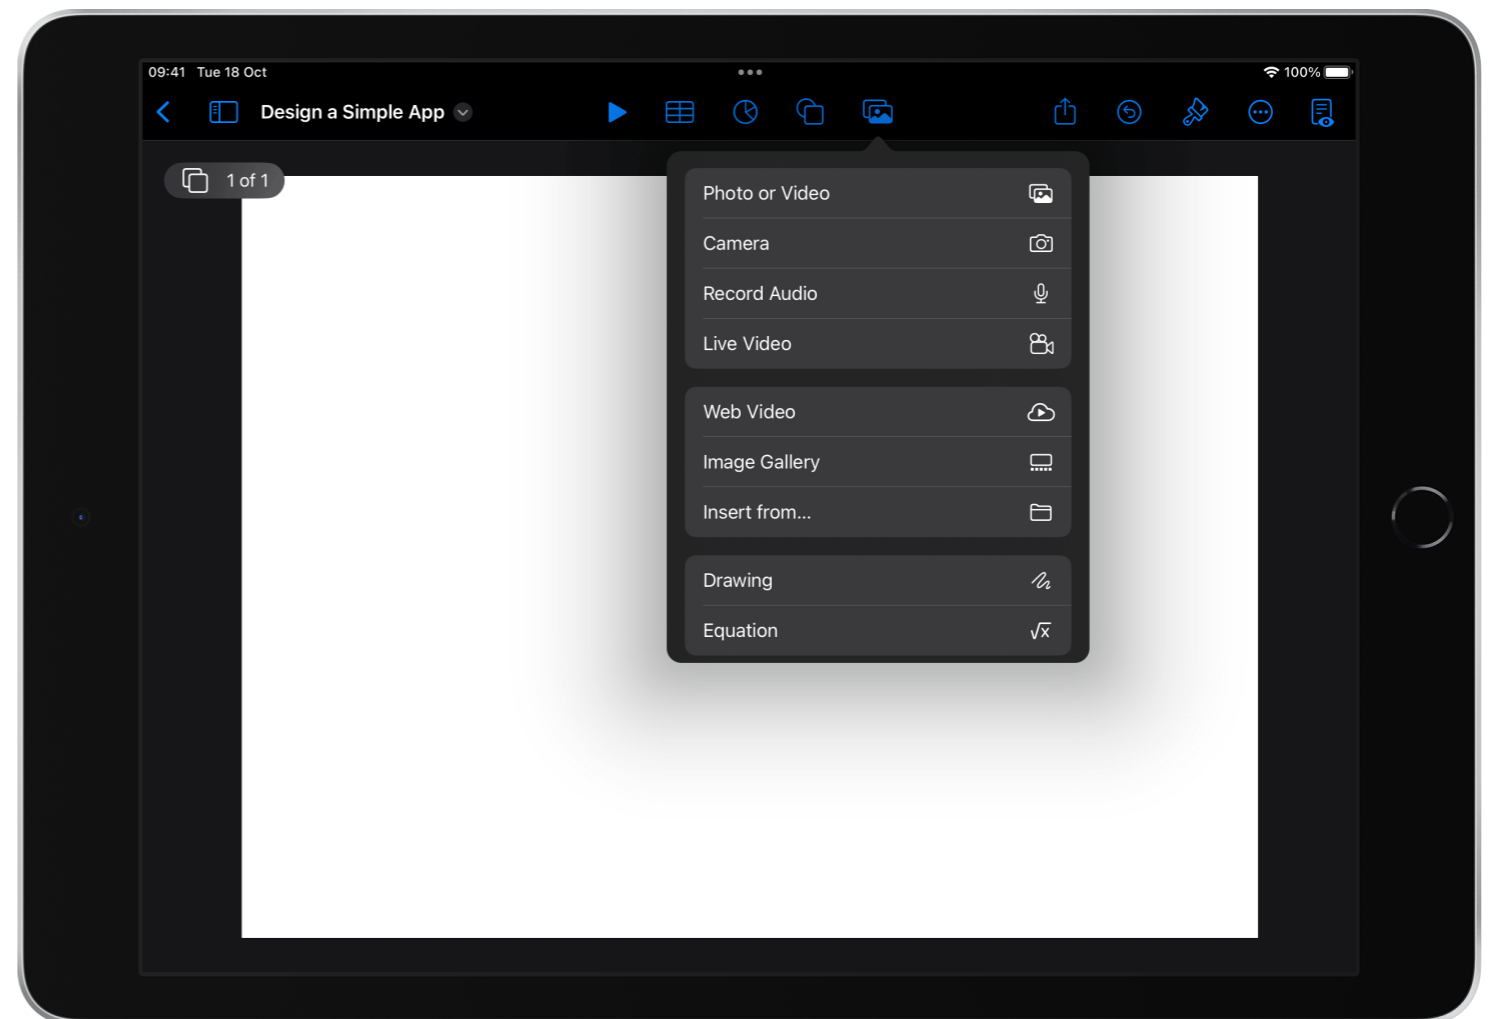 09:41 Tue 18 Oct
100%
Design a Simple App
1 of 1
Photo or Video
Camera
Record Audio
Live Video
Web Video
Image Gallery
Insert from...
Drawing
Equation
√x